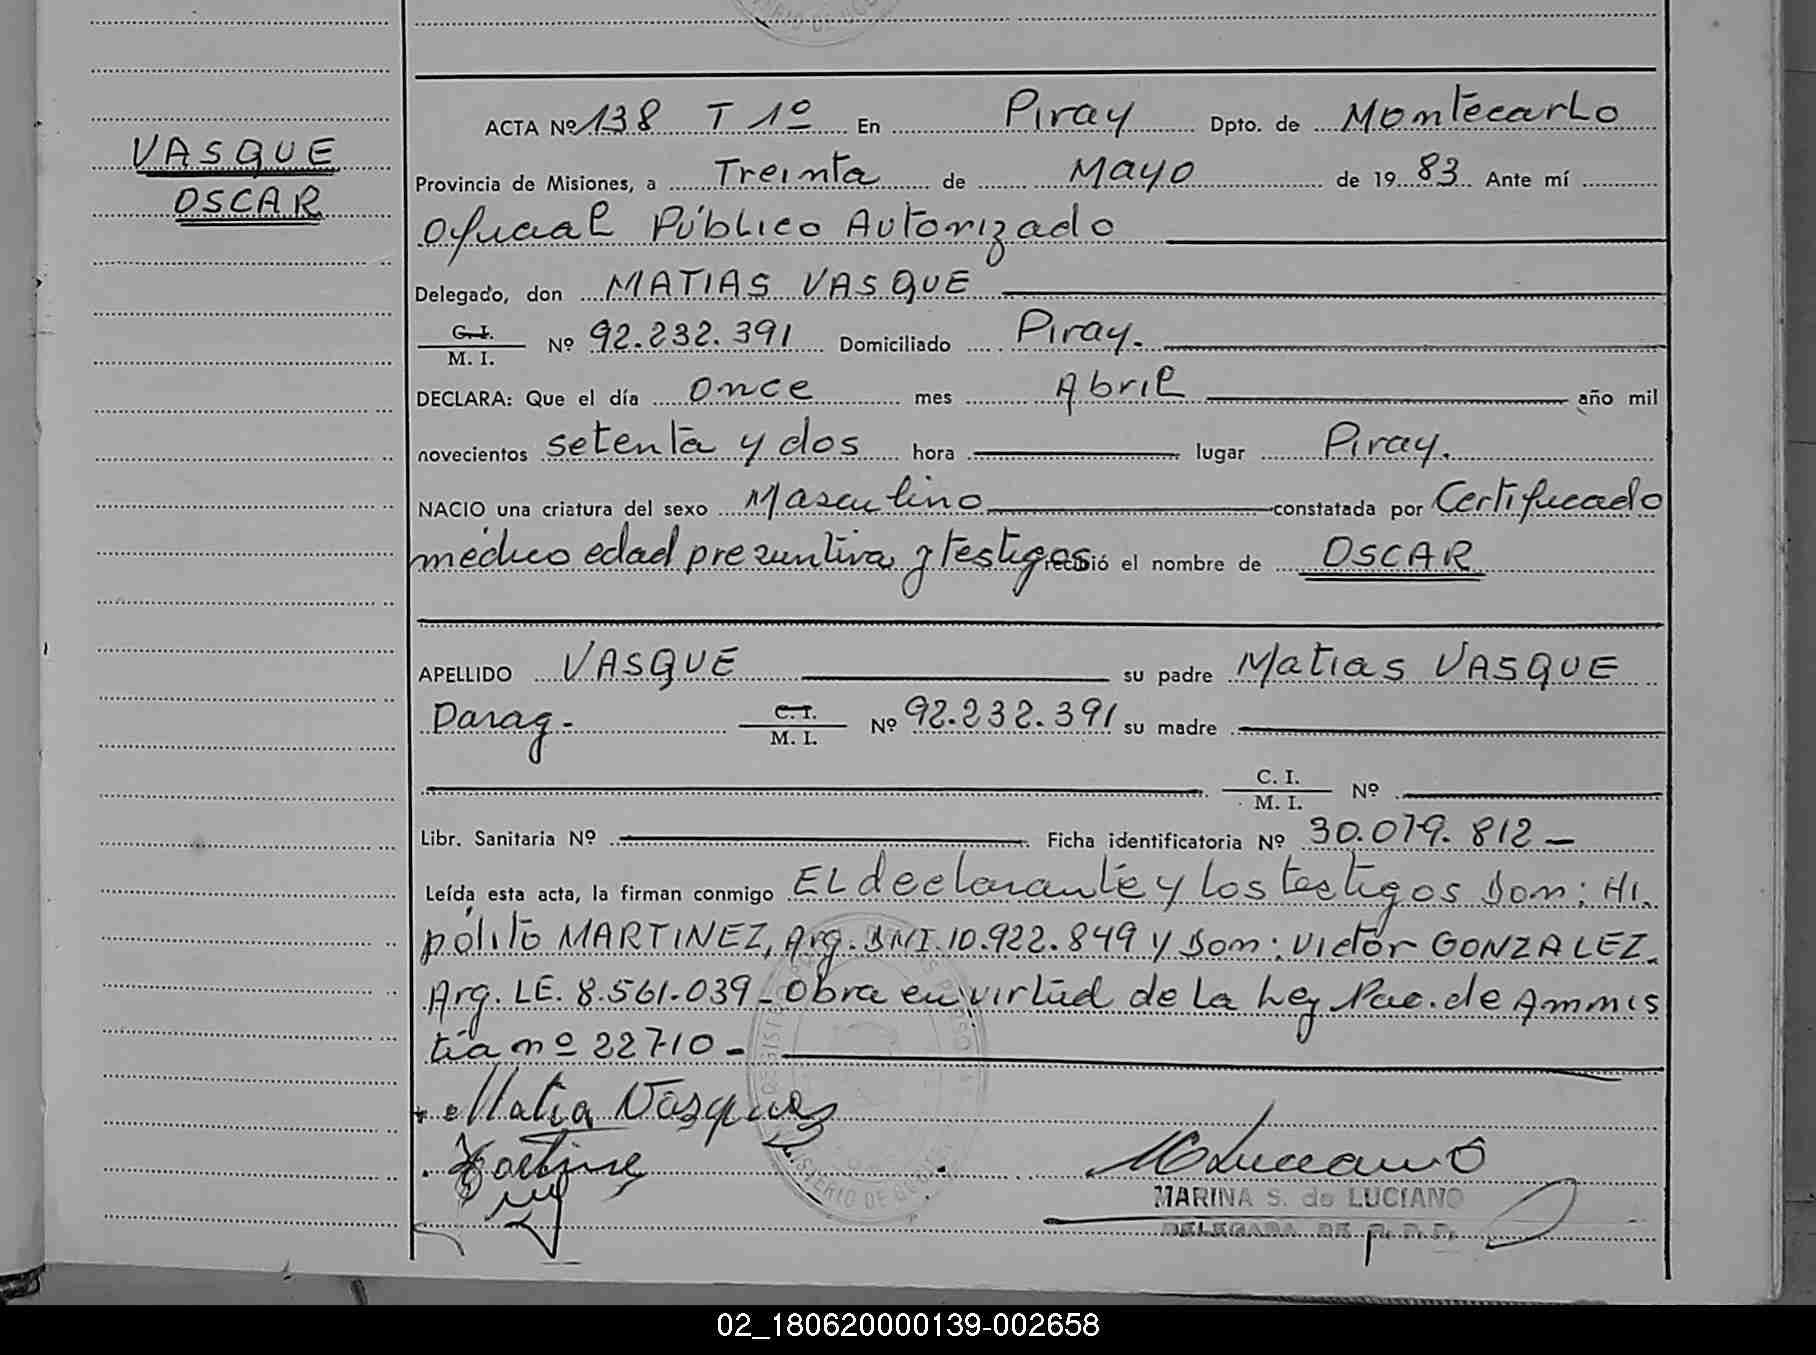 VASQUE
OSCAR
ACTA Nº 138 T 1º En Piray Dpto. de Montecarlo
Provincia de Misiones, a Treinta de Mayo de 1983 Ante mí
Oficial Público Autorizado
Delegado, don MATIAS VASQUE
C. I.
M. I. Nº 92.232.391 Domiciliado Piray.
DECLARA: Que el día Once mes Abril año mil
novecientos setenta y dos hora lugar Piray.
NACIO una criatura del sexo Masculino constatada por Certificado
médico edad presuntiva y testigos recibió el nombre de OSCAR
APELLIDO VASQUE su padre Matias VASQUE
Parag- C. I.
M. I. Nº 92.232.391 su madre
C. I.
M. I. Nº
Libr. Sanitaria Nº Ficha identificatoria Nº 30.079.812 —
Leída esta acta, la firman conmigo El declarante y los testigos Don: Hi-
pólito MARTINEZ, Arg. DNI. 10.922.849 y Don: Victor GONZALEZ.
Arg. LE. 8.561.039 - Obra en virtud de la Ley Nac. de Amnis
tia nº 22710 -
Matia Vasques
MARINA S. de LUCIANO
DELEGADA DE R. P. P.
MINISTERIO DE GOBIERNO
02_180620000139-002658